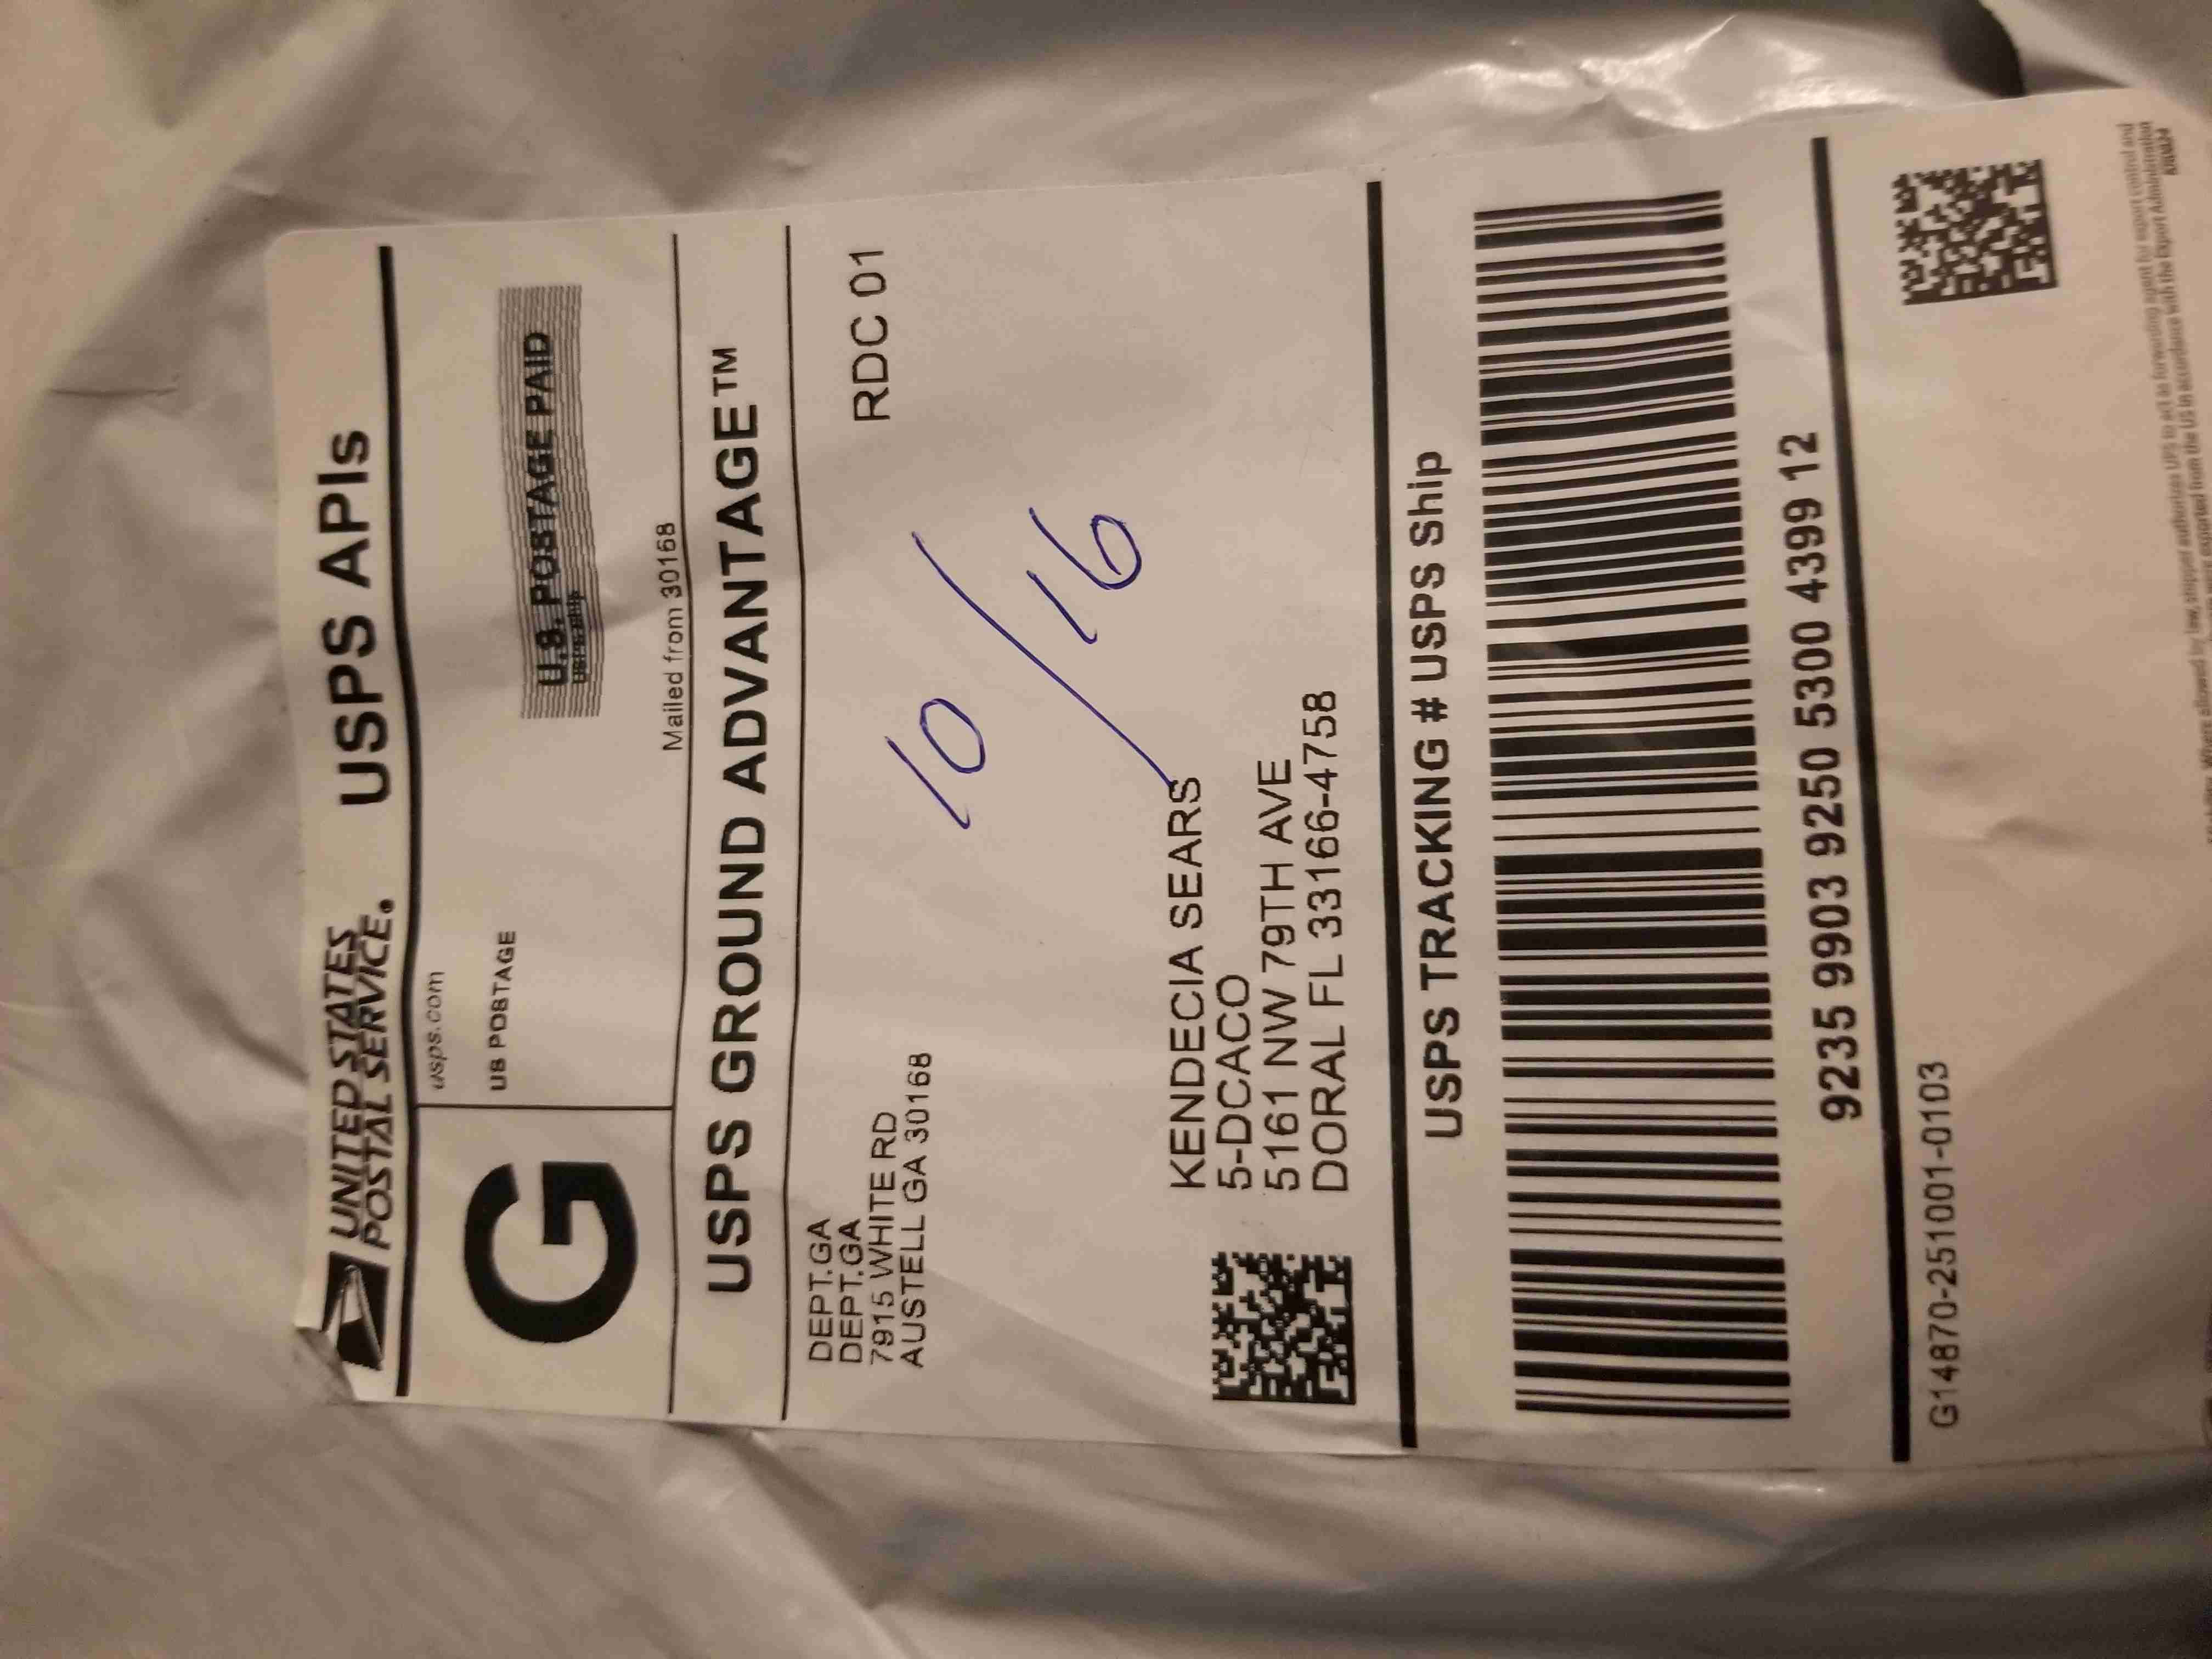 UNITED STATES
POSTAL SERVICE.
USPS APIs
G
usps.com
US POSTAGE
U.S. POSTAGE PAID
Mailed from 30168
USPS GROUND ADVANTAGE™
DEPT.GA
DEPT.GA
7915 WHITE RD
AUSTELL GA 30168
RDC 01
10/16
KENDECIA SEARS
5-DCACO
5161 NW 79TH AVE
DORAL FL 33166-4758
USPS TRACKING # USPS Ship
9235 9903 9250 5300 4399 12
G14870-251001-0103